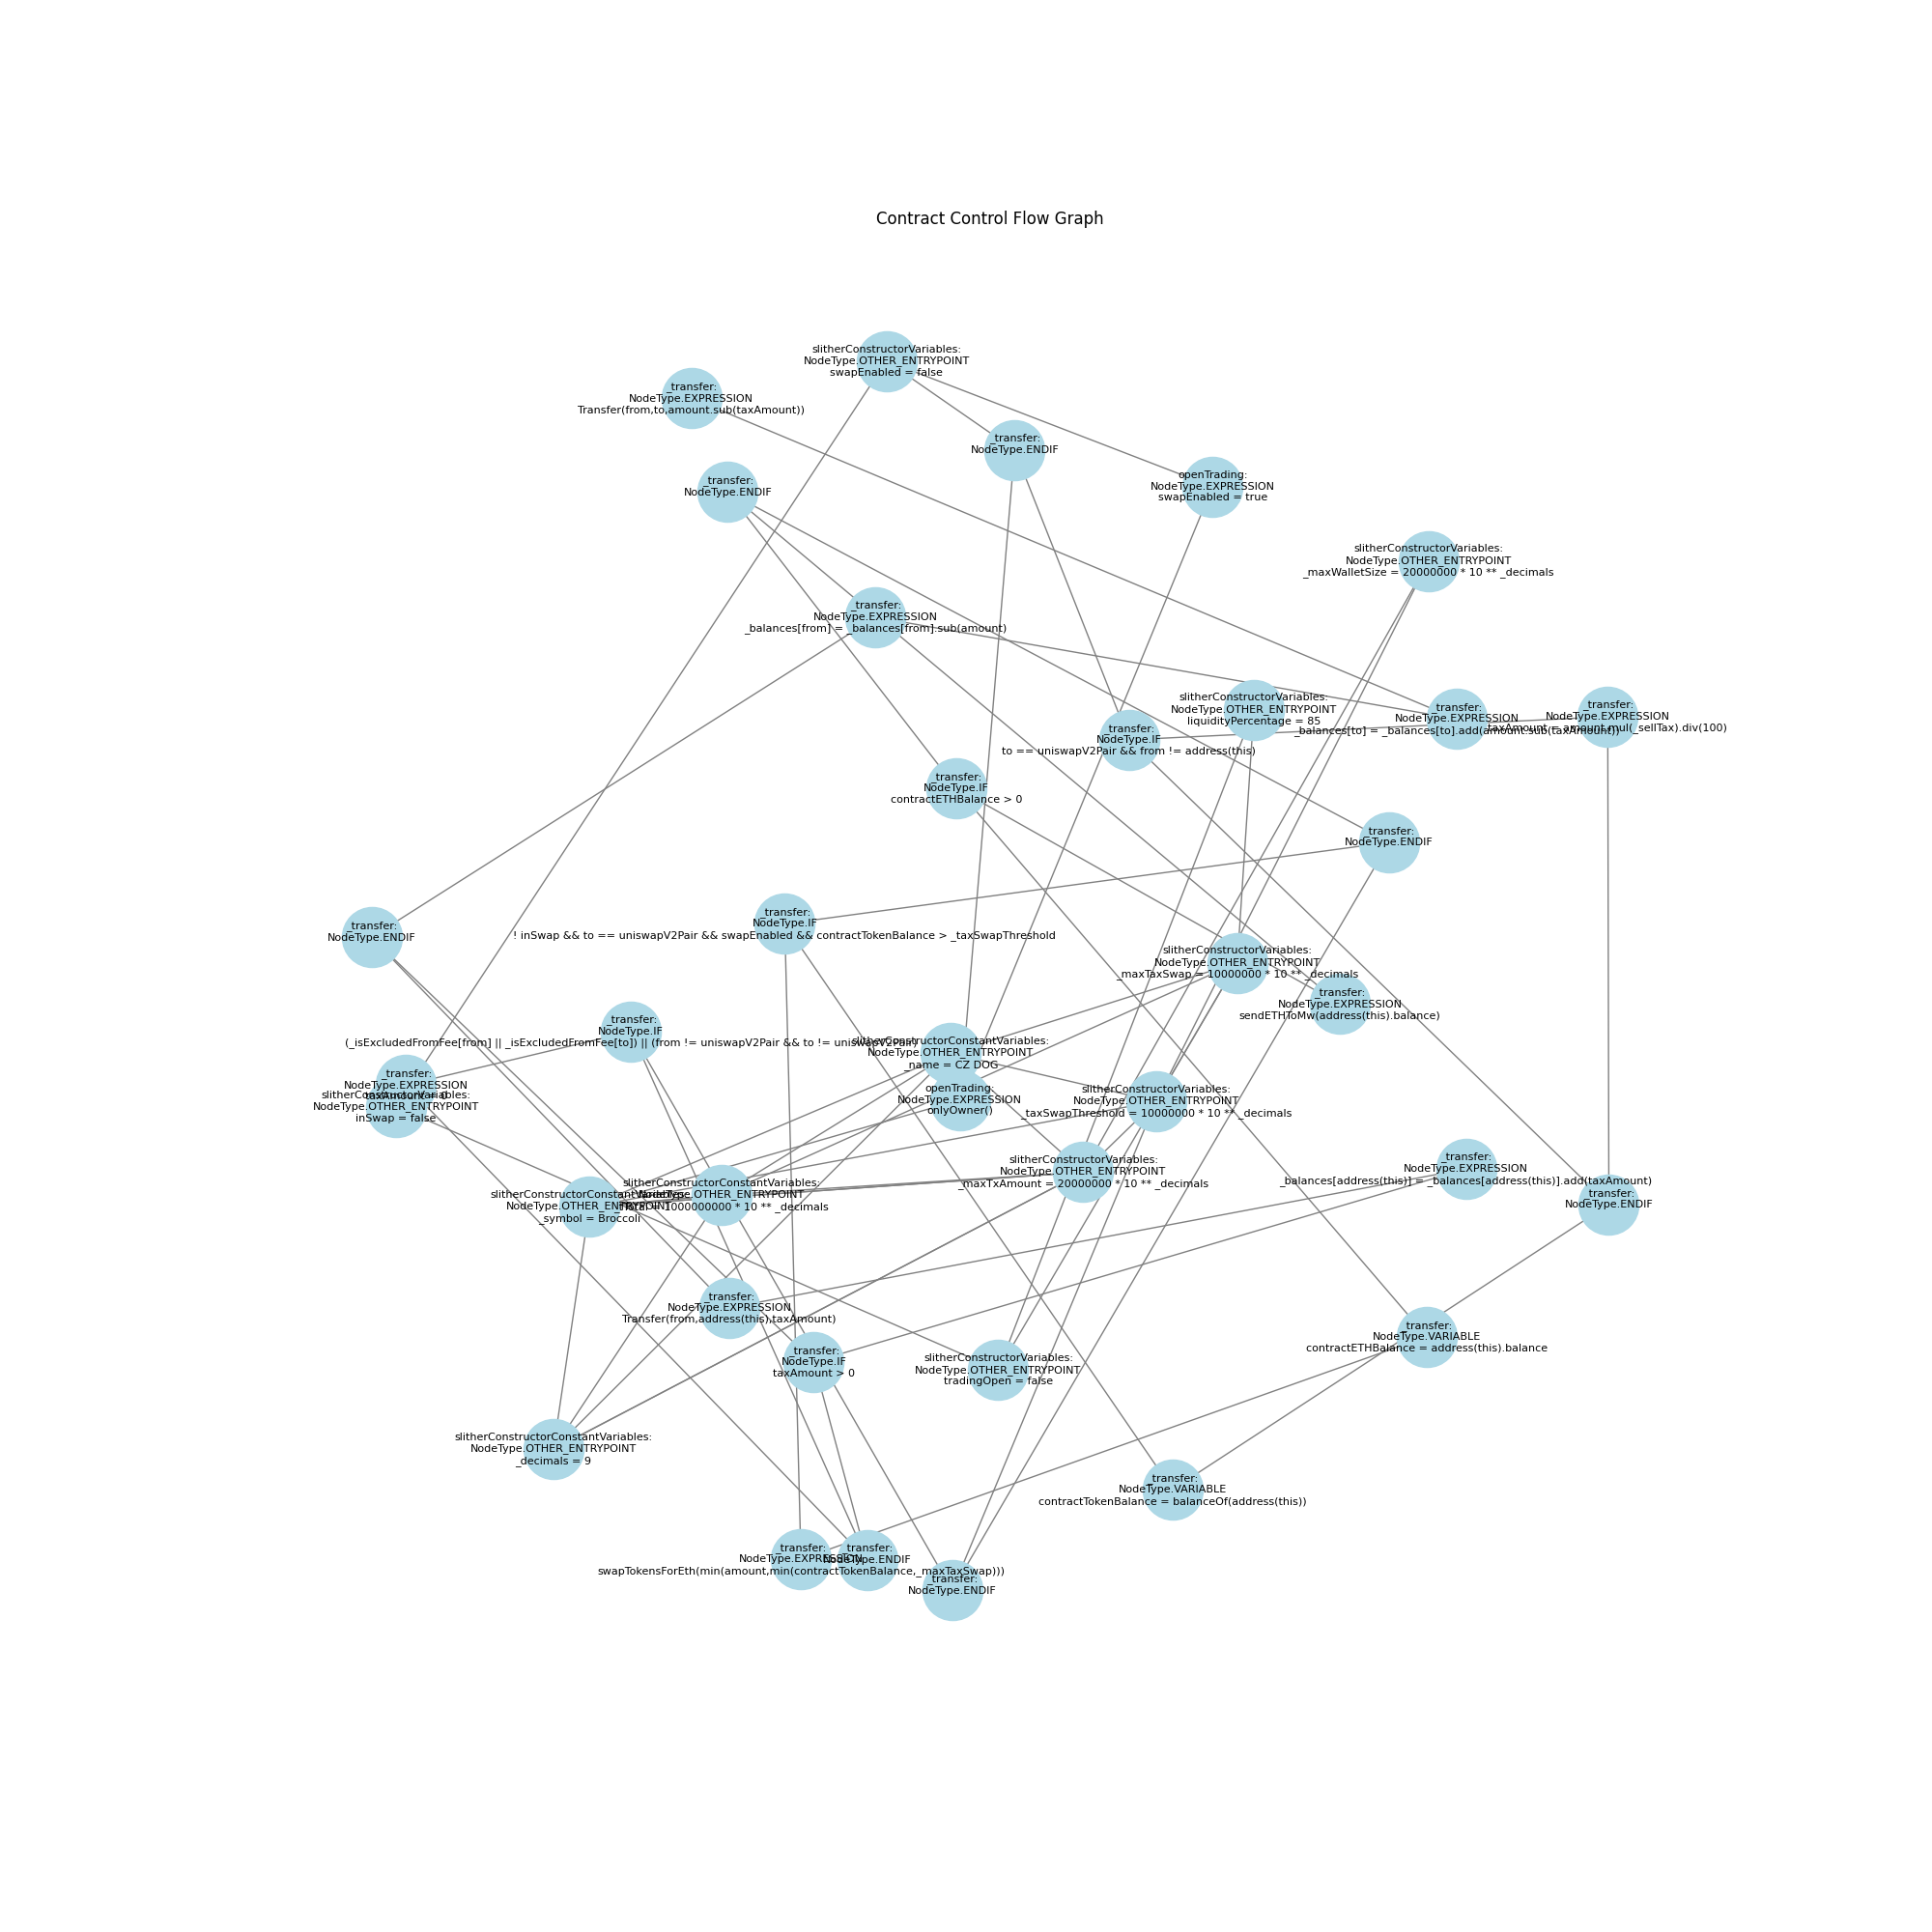 Contract Control Flow Graph
slitherConstructorVariables:
NodeType.OTHER_ENTRYPOINT
swapEnabled = false
_transfer:
NodeType.EXPRESSION
Transfer(from,to,amount.sub(taxAmount))
_transfer:
NodeType.ENDIF
_transfer:
NodeType.ENDIF
openTrading:
NodeType.EXPRESSION
swapEnabled = true
slitherConstructorVariables:
NodeType.OTHER_ENTRYPOINT
_maxWalletSize = 20000000 * 10 ** _decimals
_transfer:
NodeType.EXPRESSION
_balances[from] = _balances[from].sub(amount)
slitherConstructorVariables:
NodeType.OTHER_ENTRYPOINT
liquidityPercentage = 85
_transfer:
NodeType.IF
to == uniswapV2Pair && from != address(this)
_transfer:
NodeType.EXPRESSION
_balances[to] = _balances[to].add(amount.sub(taxAmount))
_transfer:
NodeType.EXPRESSION
taxAmount = amount.mul(_sellTax).div(100)
_transfer:
NodeType.IF
contractETHBalance > 0
_transfer:
NodeType.ENDIF
_transfer:
NodeType.IF
! inSwap && to == uniswapV2Pair && swapEnabled && contractTokenBalance > _taxSwapThreshold
_transfer:
NodeType.ENDIF
slitherConstructorVariables:
NodeType.OTHER_ENTRYPOINT
_maxTaxSwap = 10000000 * 10 ** _decimals
_transfer:
NodeType.EXPRESSION
sendETHToMw(address(this).balance)
_transfer:
NodeType.IF
(_isExcludedFromFee[from] || _isExcludedFromFee[to]) || (from != uniswapV2Pair && to != uniswapV2Pair)
slitherConstructorConstantVariables:
NodeType.OTHER_ENTRYPOINT
_name = CZ DOG
_transfer:
NodeType.EXPRESSION
taxAmount = 0
slitherConstructorVariables:
NodeType.OTHER_ENTRYPOINT
inSwap = false
openTrading:
NodeType.EXPRESSION
onlyOwner()
slitherConstructorVariables:
NodeType.OTHER_ENTRYPOINT
_taxSwapThreshold = 10000000 * 10 ** _decimals
slitherConstructorVariables:
NodeType.OTHER_ENTRYPOINT
_maxTxAmount = 20000000 * 10 ** _decimals
_transfer:
NodeType.EXPRESSION
_balances[address(this)] = _balances[address(this)].add(taxAmount)
_transfer:
NodeType.ENDIF
slitherConstructorConstantVariables:
NodeType.OTHER_ENTRYPOINT
_symbol = Broccoli
slitherConstructorConstantVariables:
NodeType.OTHER_ENTRYPOINT
= 1000000000 * 10 ** _decimals
_transfer:
NodeType.EXPRESSION
Transfer(from,address(this),taxAmount)
_transfer:
NodeType.IF
taxAmount > 0
slitherConstructorVariables:
NodeType.OTHER_ENTRYPOINT
tradingOpen = false
_transfer:
NodeType.VARIABLE
contractETHBalance = address(this).balance
slitherConstructorConstantVariables:
NodeType.OTHER_ENTRYPOINT
_decimals = 9
_transfer:
NodeType.VARIABLE
contractTokenBalance = balanceOf(address(this))
_transfer:
NodeType.EXPRESSION
swapTokensForEth(min(amount,min(contractTokenBalance,_maxTaxSwap)))
_transfer:
NodeType.ENDIF
_transfer:
NodeType.ENDIF